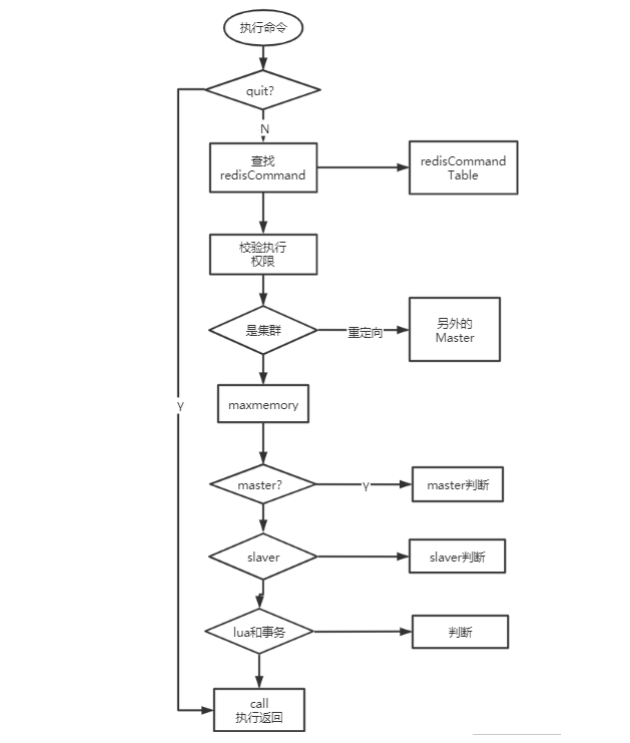 执行命令
quit?
N
查找
redisCommand
redisCommand
Table
校验执行
权限
是集群
重定向
另外的
Master
maxmemory
Y
master?
Y
master判断
slaver
slaver判断
lua和事务
判断
call
执行返回